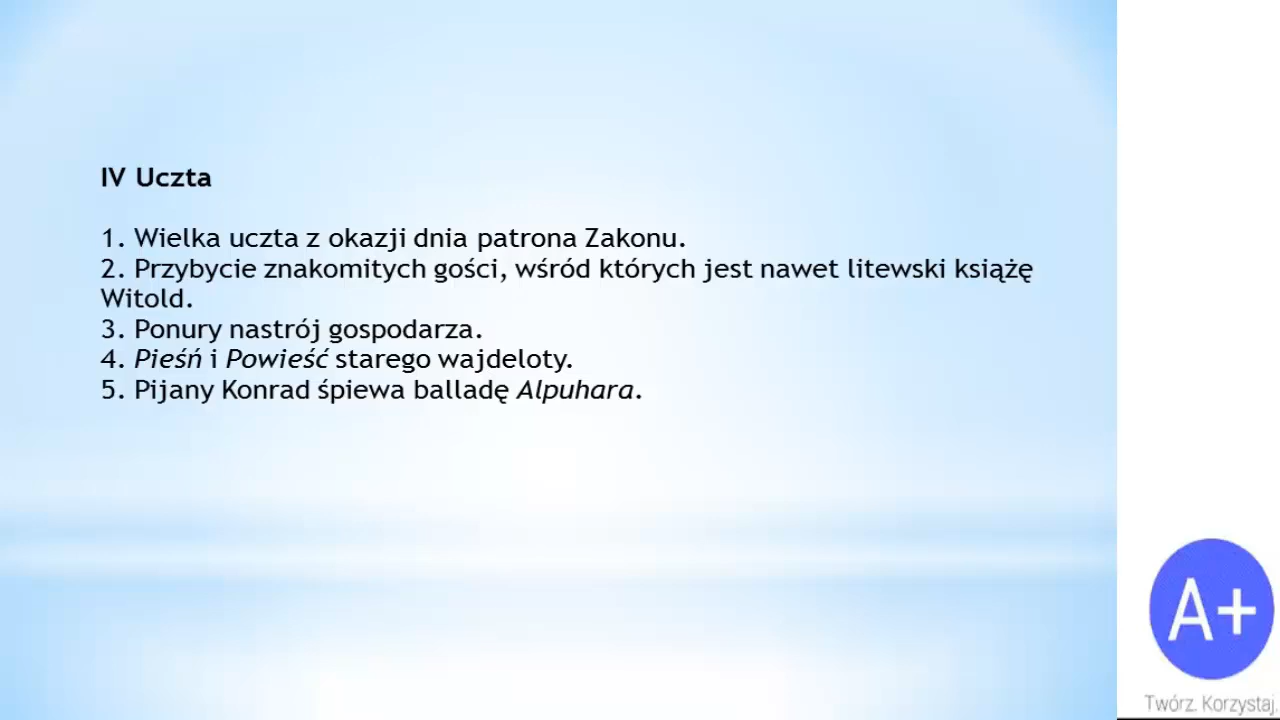 IV Uczta
1. Wielka uczta z okazji dnia patrona Zakonu.
2. Przybycie znakomitych gości, wśród których jest nawet litewski książę
Witold.
3. Ponury nastrój gospodarza.
4. Pieśń i Powieść starego wajdeloty.
5. Pijany Konrad śpiewa balladę Alpuhara.
A+
Twórz. Korzystaj.